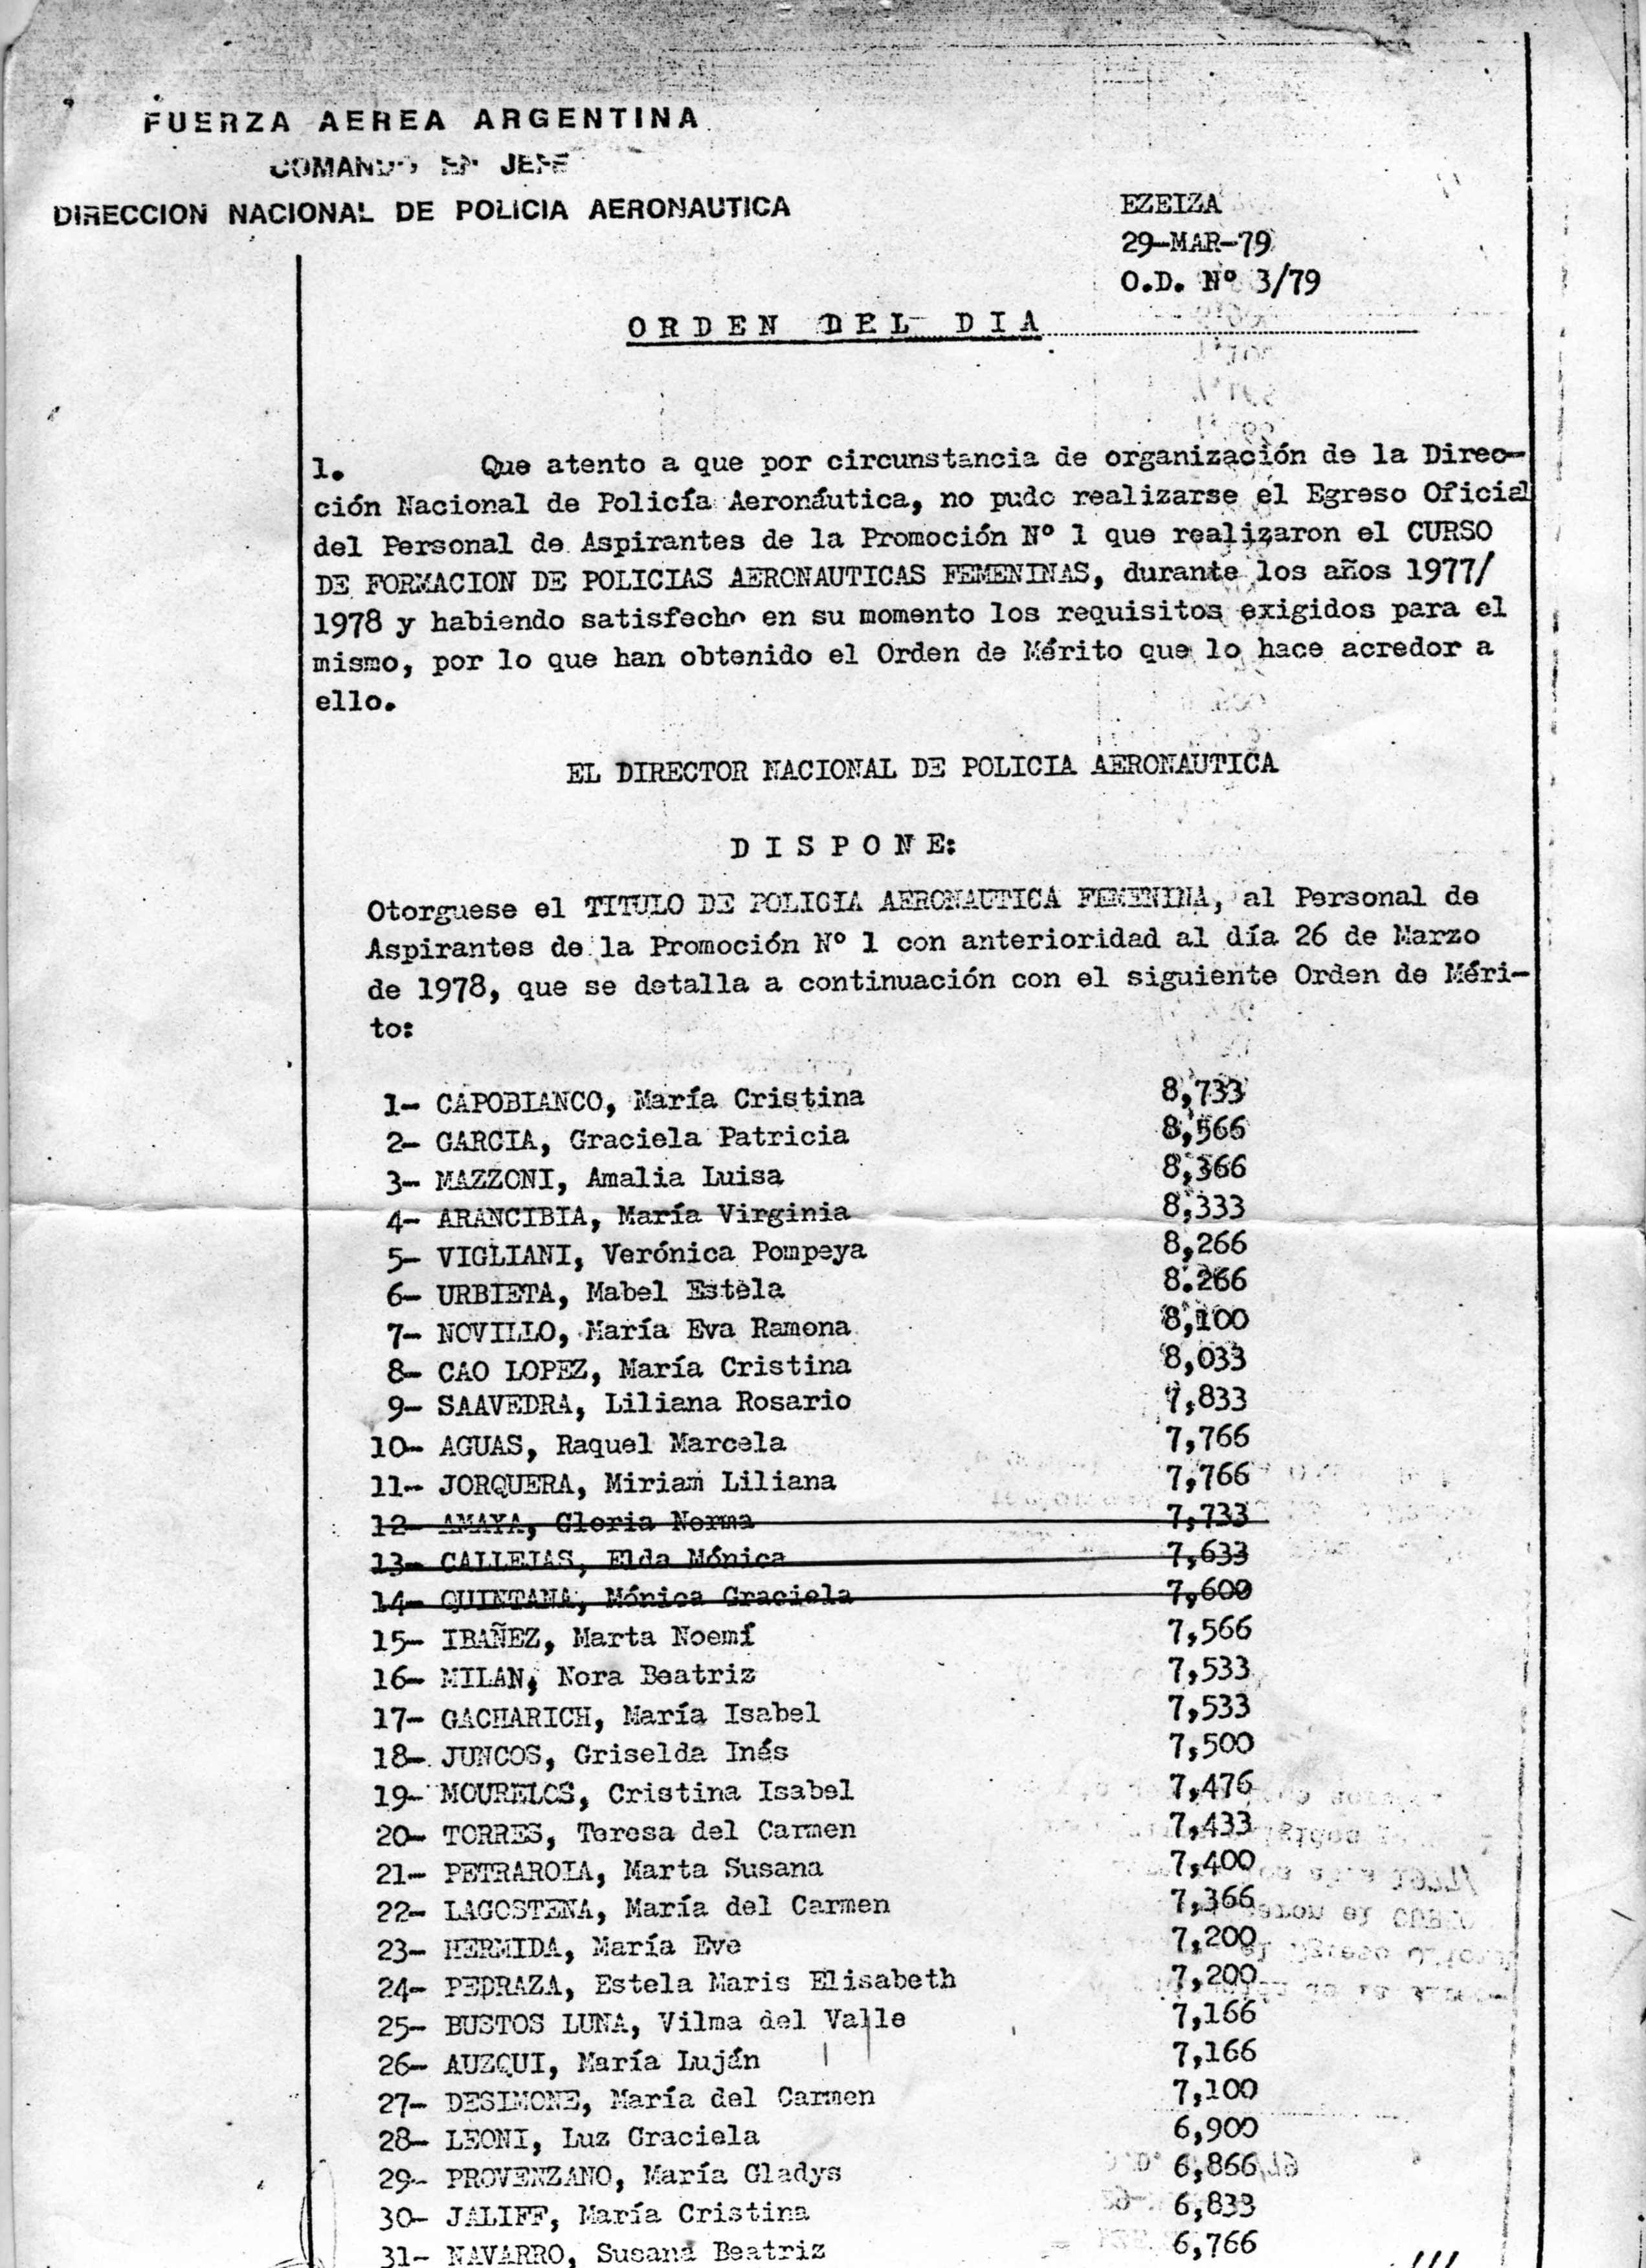 FUERZA AEREA ARGENTINA
COMANDO EN JEFE
DIRECCION NACIONAL DE POLICIA AERONAUTICA
EZEIZA
29-MAR-79
O.D. Nº 3/79
ORDEN DEL DIA
1. Que atento a que por circunstancia de organización de la Direc-
ción Nacional de Policía Aeronáutica, no pudo realizarse el Egreso Oficial
del Personal de Aspirantes de la Promoción Nº 1 que realizaron el CURSO
DE FORMACION DE POLICIAS AERONAUTICAS FEMENINAS, durante los años 1977/
1978 y habiendo satisfecho en su momento los requisitos exigidos para el
mismo, por lo que han obtenido el Orden de Mérito que lo hace acredor a
ello.
EL DIRECTOR NACIONAL DE POLICIA AERONAUTICA
DISPONE:
Otorguese el TITULO DE POLICIA AERONAUTICA FEMENINA, al Personal de
Aspirantes de la Promoción Nº 1 con anterioridad al día 26 de Marzo
de 1978, que se detalla a continuación con el siguiente Orden de Méri-
to:
1- CAPOBIANCO, María Cristina 8,733
2- GARCIA, Graciela Patricia 8,566
3- MAZZONI, Amalia Luisa 8,366
4- ARANCIBIA, María Virginia 8,333
5- VIGLIANI, Verónica Pompeya 8,266
6- URBIETA, Mabel Estela 8.266
7- NOVILLO, María Eva Ramona 8,100
8- CAO LOPEZ, María Cristina 8,033
9- SAAVEDRA, Liliana Rosario 7,833
10- AGUAS, Raquel Marcela 7,766
11- JORQUERA, Miriam Liliana 7,766
12- AMAYA, Gloria Norma 7,733
13- CALLEJAS, Elda Mónica 7,633
14- QUINTANA, Mónica Graciela 7,600
15- IBAÑEZ, Marta Noemí 7,566
16- MILAN, Nora Beatriz 7,533
17- GACHARICH, María Isabel 7,533
18- JUNCOS, Griselda Inés 7,500
19- MOURELOS, Cristina Isabel 7,476
20- TORRES, Teresa del Carmen 7,433
21- PETRAROIA, Marta Susana 7,400
22- LAGOSTENA, María del Carmen 7,366
23- HERMIDA, María Eva 7,200
24- PEDRAZA, Estela Maris Elisabeth 7,200
25- BUSTOS LUNA, Vilma del Valle 7,166
26- AUZQUI, María Luján 7,166
27- DESIMONE, María del Carmen 7,100
28- LEONI, Luz Graciela 6,900
29- PROVENZANO, María Gladys 6,866
30- JALIFF, María Cristina 6,833
31- NAVARRO, Susana Beatriz 6,766
///